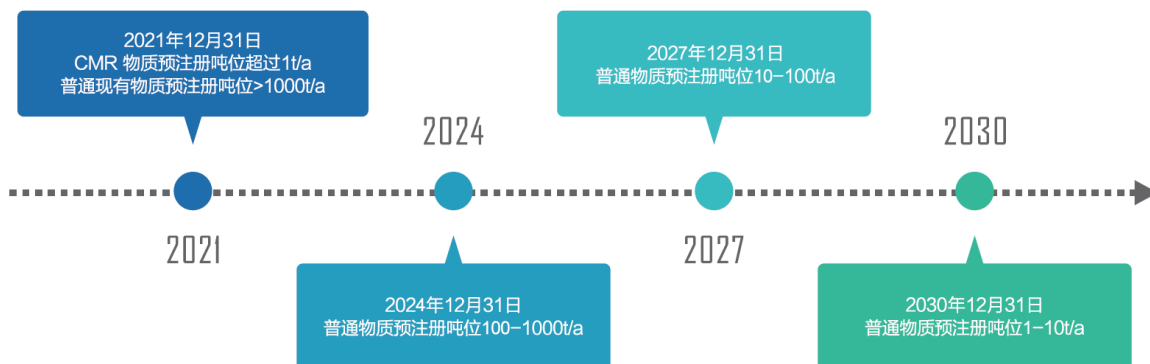 2021年12月31日
CMR 物质预注册吨位超过1t/a
普通现有物质预注册吨位>1000t/a
2021
2024
2024年12月31日
普通物质预注册吨位100-1000t/a
2027年12月31日
普通物质预注册吨位10-100t/a
2027
2030
2030年12月31日
普通物质预注册吨位1-10t/a